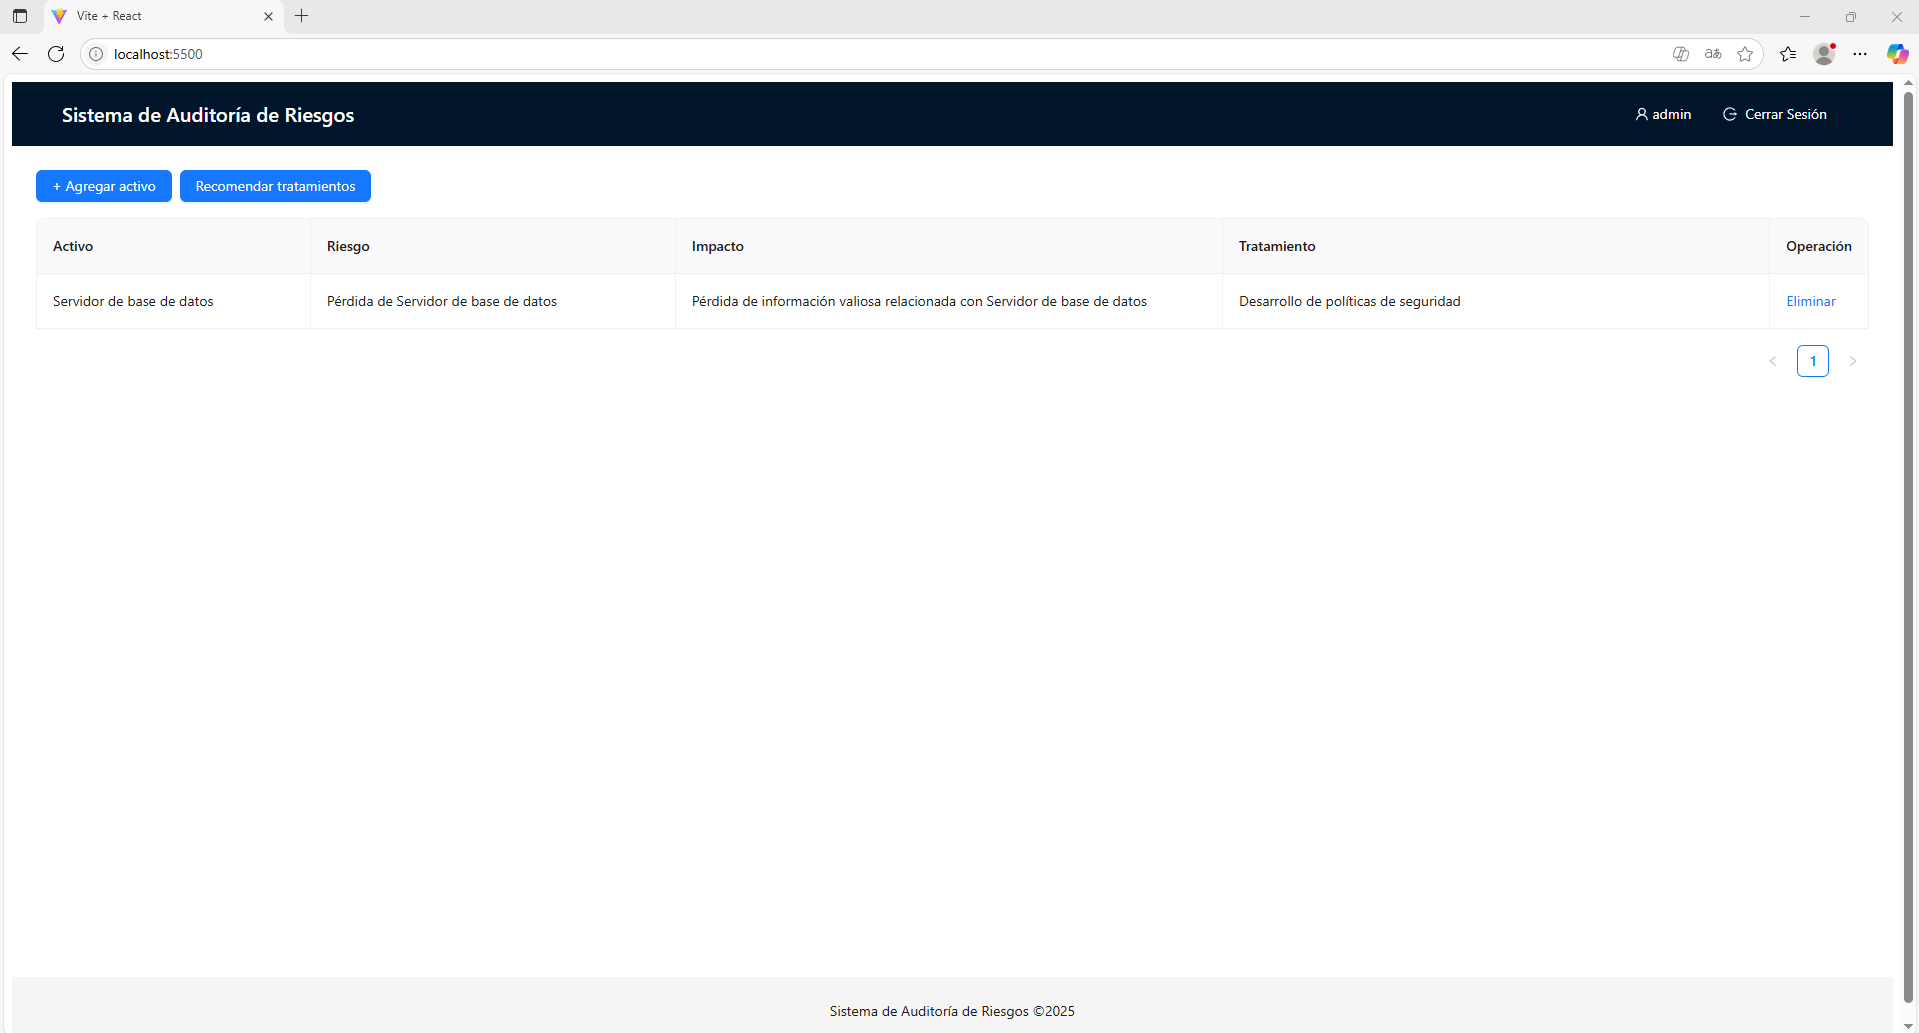 Vite + React
localhost:5500
Sistema de Auditoría de Riesgos
admin
Cerrar Sesión
+ Agregar activo
Recomendar tratamientos
Activo Riesgo Impacto Tratamiento Operación
Servidor de base de datos Pérdida de Servidor de base de datos Pérdida de información valiosa relacionada con Servidor de base de datos Desarrollo de políticas de seguridad Eliminar
< 1 >
Sistema de Auditoría de Riesgos ©2025